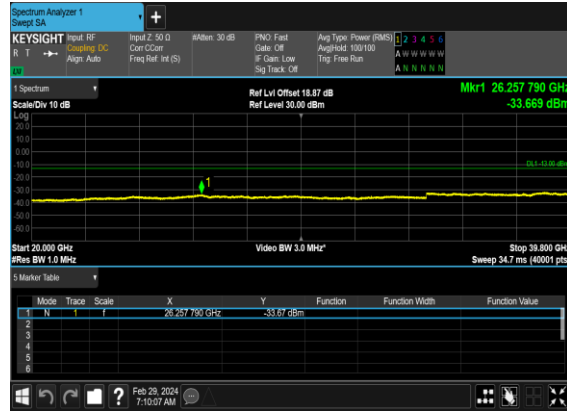 Spectrum Analyzer 1
Swept SA
+
KEYSIGHT Input: RF Input Z: 50 Ω #Atten: 30 dB PNO: Fast Avg Type: Power (RMS) 1 2 3 4 5 6
R T Coupling: DC Corr CCorr Gate: Off Avg|Hold: 100/100 A W W W W W
Align: Auto Freq Ref: Int (S) IF Gain: Low Trig: Free Run
Sig Track: Off A N N N N N
1 Spectrum Ref Lvl Offset 18.87 dB Mkr1 26.257 790 GHz
Scale/Div 10 dB Ref Level 30.00 dBm -33.669 dBm
Log
20.0
10.0
0.00
-10.0 DL1 -13.00 dBm
-20.0 1
-30.0
-40.0
-50.0
-60.0
Start 20.000 GHz Video BW 3.0 MHz* Stop 39.800 GHz
#Res BW 1.0 MHz Sweep 34.7 ms (40001 pts)
5 Marker Table
Mode Trace Scale X Y Function Function Width Function Value
1 N 1 f 26.257 790 GHz -33.67 dBm
2
3
4
5
6
? Feb 29, 2024
7:10:07 AM